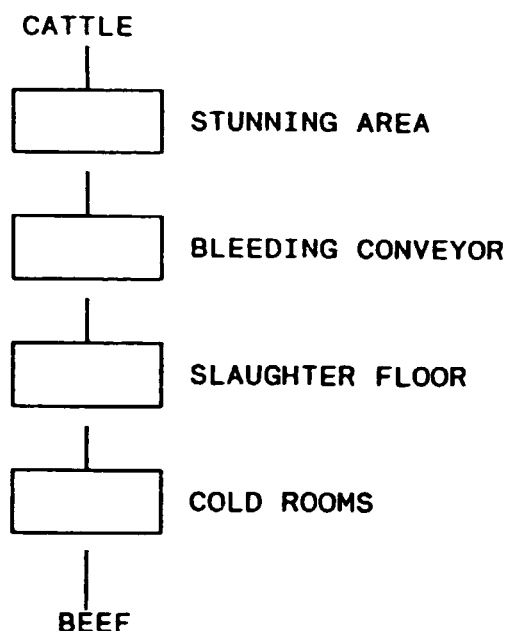 CATTLE
STUNNING AREA
BLEEDING CONVEYOR
SLAUGHTER FLOOR
COLD ROOMS
BEEF